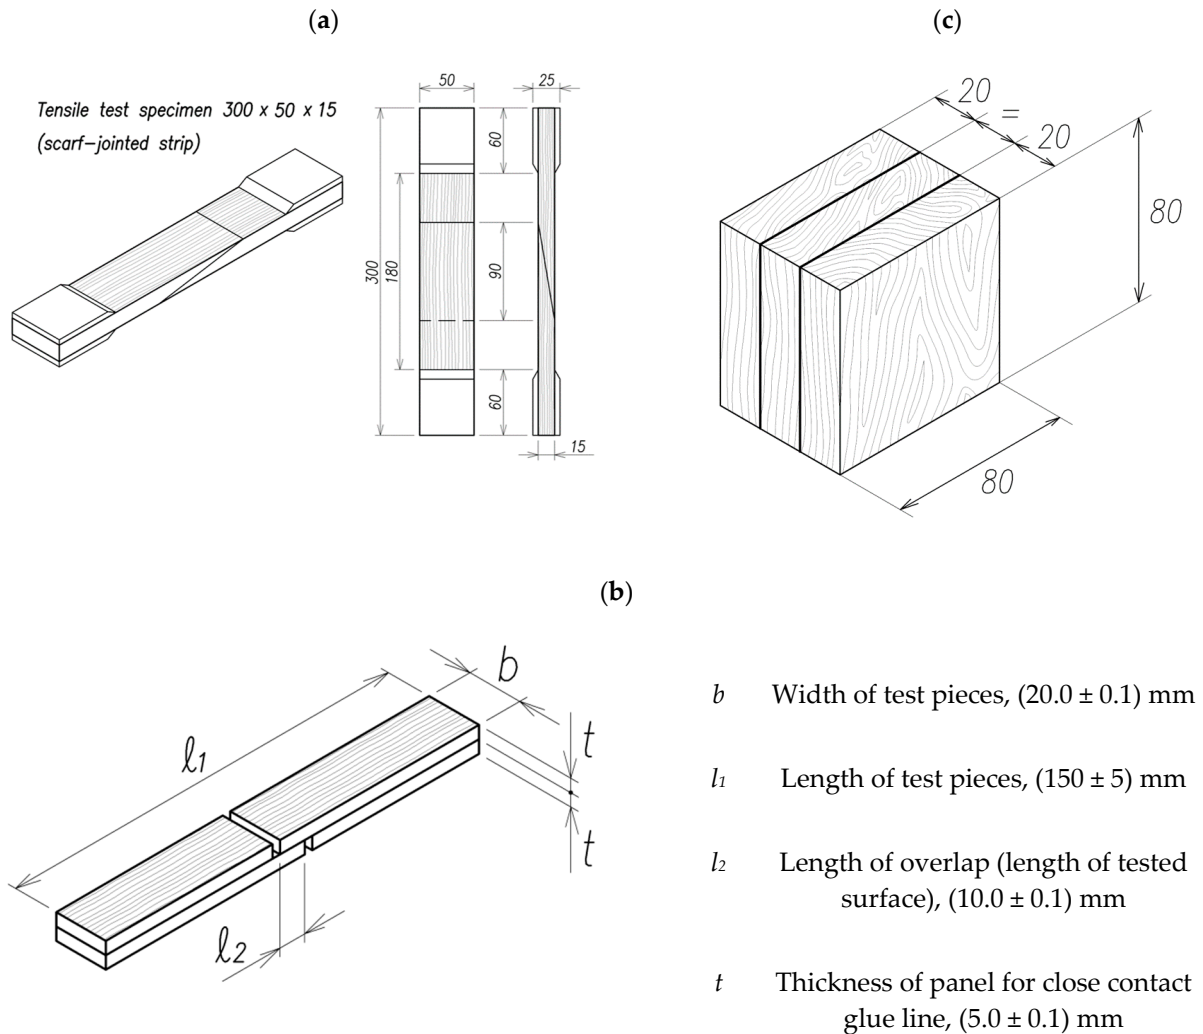 (a)
Tensile test specimen 300 x 50 x 15
(scarf-jointed strip)
50
25
60
300
180
90
60
15
(c)
20
=
20
80
80
(b)
l1
b
t
t
l2
b Width of test pieces, (20.0 ± 0.1) mm
l1 Length of test pieces, (150 ± 5) mm
l2 Length of overlap (length of tested
surface), (10.0 ± 0.1) mm
t Thickness of panel for close contact
glue line, (5.0 ± 0.1) mm